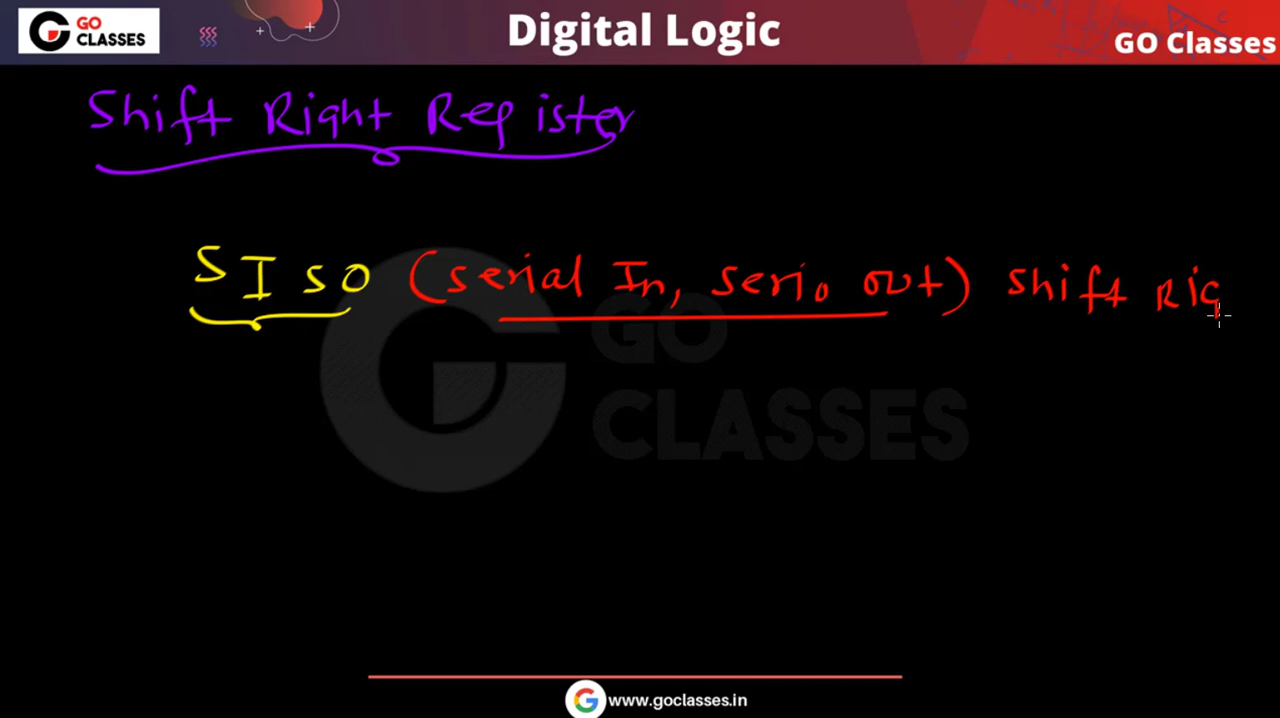 GO CLASSES
Digital Logic
GO Classes
Shift Right Register
SISO (serial In, serio out) Shift Rig
GO
CLASSES
www.goclasses.in